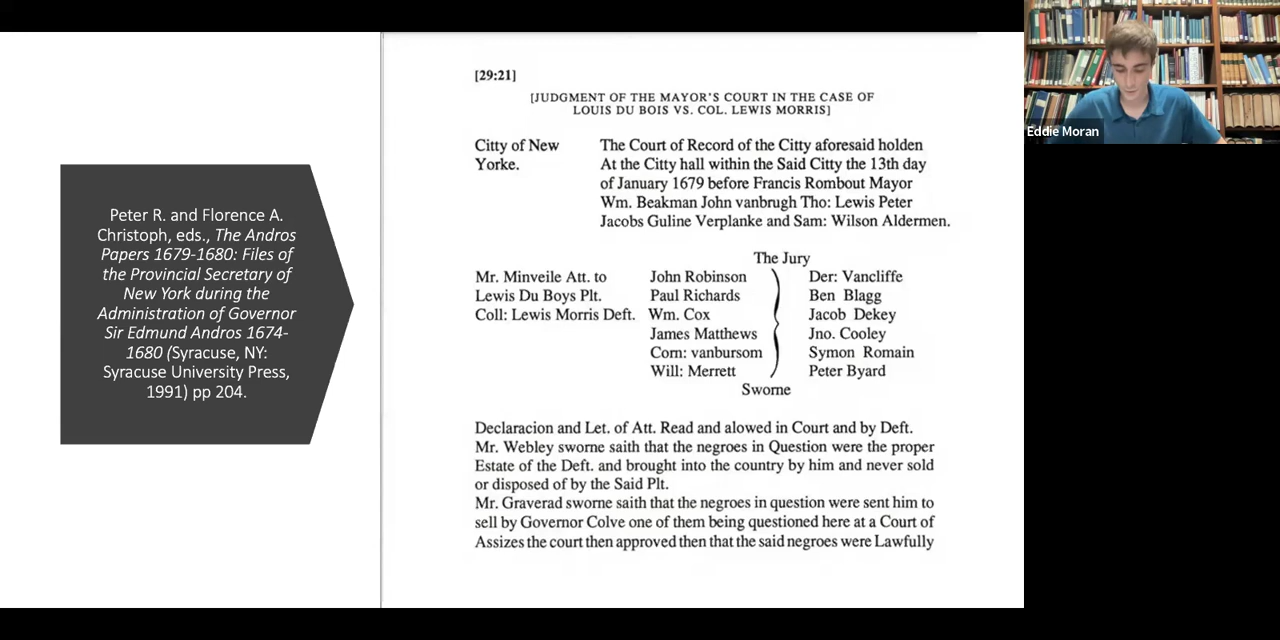 Peter R. and Florence A.
Christoph, eds., The Andros
Papers 1679-1680: Files of
the Provincial Secretary of
New York during the
Administration of Governor
Sir Edmund Andros 1674-
1680 (Syracuse, NY:
Syracuse University Press,
1991) pp 204.
[29:21]
[JUDGMENT OF THE MAYOR'S COURT IN THE CASE OF
LOUIS DU BOIS VS. COL. LEWIS MORRIS]
Citty of New
Yorke.
The Court of Record of the Citty aforesaid holden
At the Citty hall within the Said Citty the 13th day
of January 1679 before Francis Rombout Mayor
Wm. Beakman John vanbrugh Tho: Lewis Peter
Jacobs Guline Verplanke and Sam: Wilson Aldermen.
The Jury
Mr. Minveile Att. to
Lewis Du Boys Plt.
Coll: Lewis Morris Deft.
John Robinson
Paul Richards
Wm. Cox
James Matthews
Corn: vanbursom
Will: Merrett
Der: Vancliffe
Ben Blagg
Jacob Dekey
Jno. Cooley
Symon Romain
Peter Byard
Sworne
Declaracion and Let. of Att. Read and alowed in Court and by Deft.
Mr. Webley sworne saith that the negroes in Question were the proper
Estate of the Deft. and brought into the country by him and never sold
or disposed of by the Said Plt.
Mr. Graverad sworne saith that the negroes in question were sent him to
sell by Governor Colve one of them being questioned here at a Court of
Assizes the court then approved then that the said negroes were Lawfully
Eddie Moran